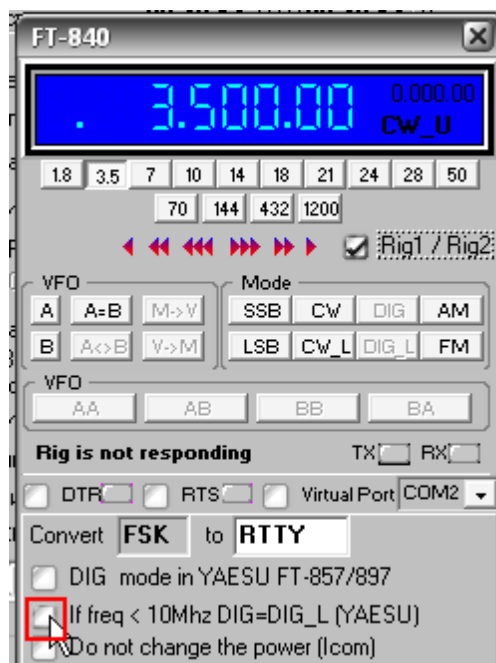 FT-840
0.000.00
. 3.500.00
CW_U
1.8 3.5 7 10 14 18 21 24 28 50
70 144 432 1200
Rig1 / Rig2
VFO Mode
A A=B M->V SSB CW DIG AM
B A<>B V->M LSB CW_L DIG_L FM
VFO
AA AB BB BA
Rig is not responding TX RX
DTR RTS Virtual Port COM2
Convert FSK to RTTY
DIG mode in YAESU FT-857/897
If freq < 10Mhz DIG=DIG_L (YAESU)
Do not change the power (Icom)